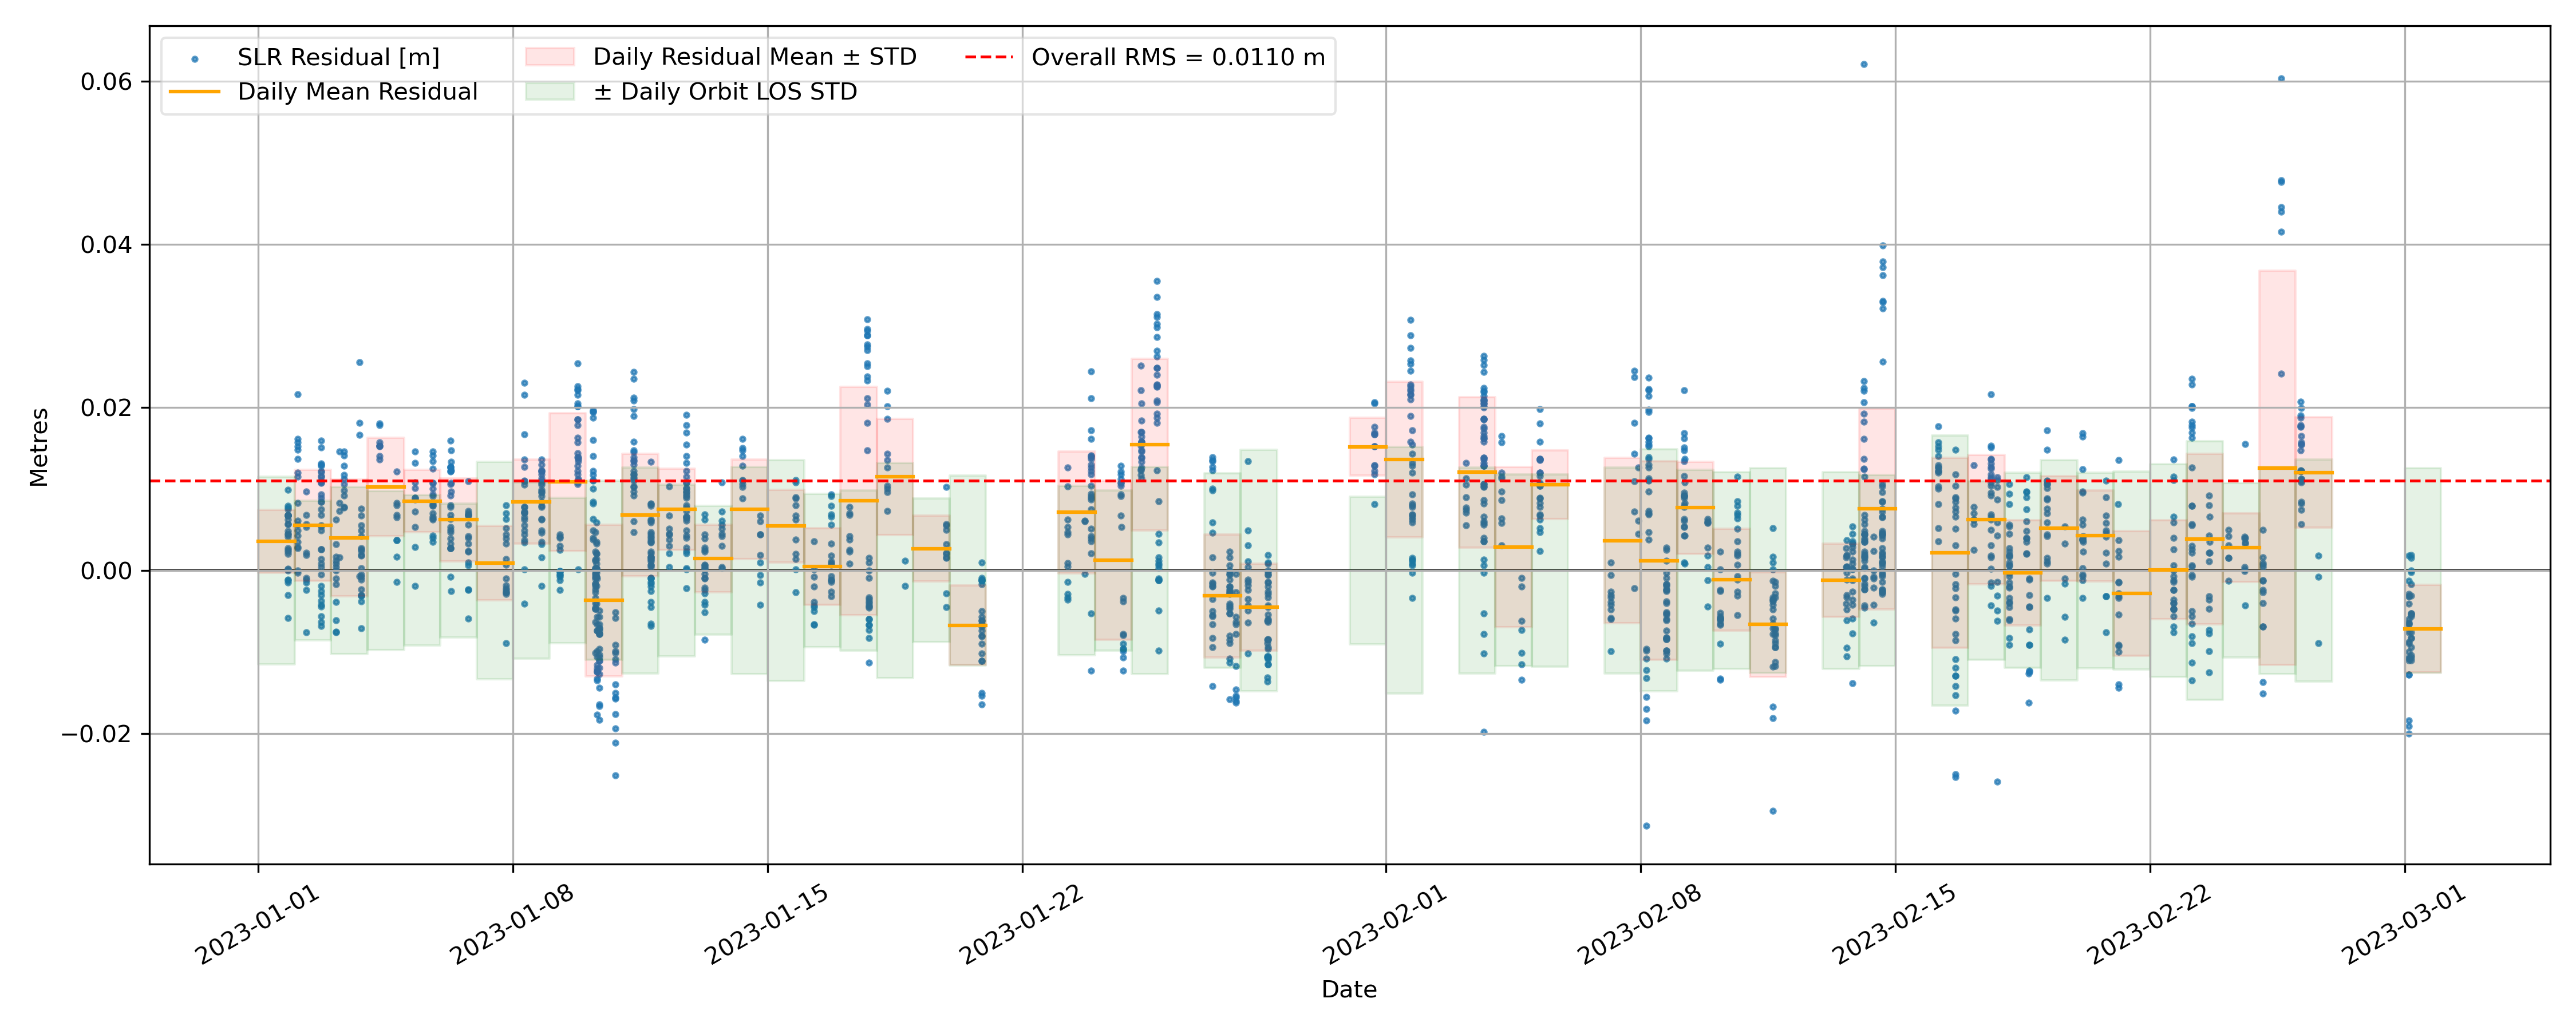 SLR Residual [m]
Daily Mean Residual
Daily Residual Mean ± STD
± Daily Orbit LOS STD
Overall RMS = 0.0110 m
0.06
0.04
0.02
0.00
−0.02
Metres
2023-01-01
2023-01-08
2023-01-15
2023-01-22
2023-02-01
2023-02-08
2023-02-15
2023-02-22
2023-03-01
Date